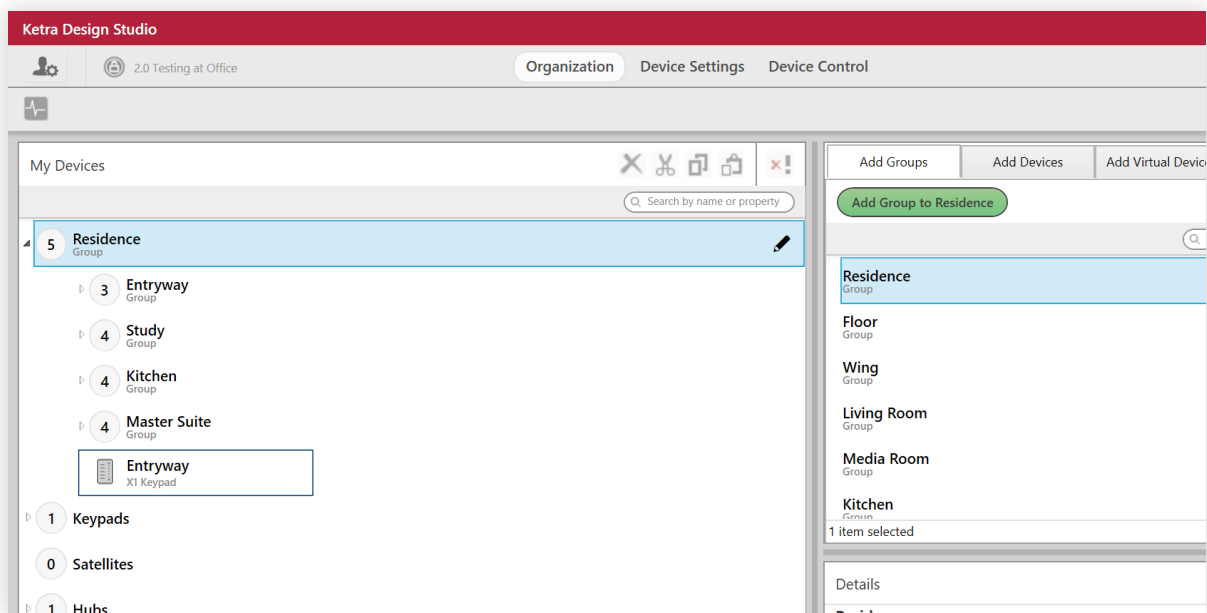 Ketra Design Studio
2.0 Testing at Office
Organization Device Settings Device Control
My Devices
Search by name or property
5 Residence
Group
3 Entryway
Group
4 Study
Group
4 Kitchen
Group
4 Master Suite
Group
Entryway
X1 Keypad
1 Keypads
0 Satellites
1 Hubs
Add Groups Add Devices Add Virtual Device
Add Group to Residence
Residence
Group
Floor
Group
Wing
Group
Living Room
Group
Media Room
Group
Kitchen
Group
1 item selected
Details